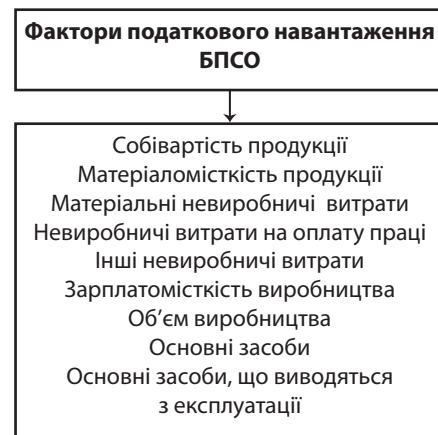 Фактори податкового навантаження
БПСО
Собівартість продукції
Матеріаломісткість продукції
Матеріальні невиробничі витрати
Невиробничі витрати на оплату праці
Інші невиробничі витрати
Зарплатомісткість виробництва
Об’єм виробництва
Основні засоби
Основні засоби, що виводяться
з експлуатації